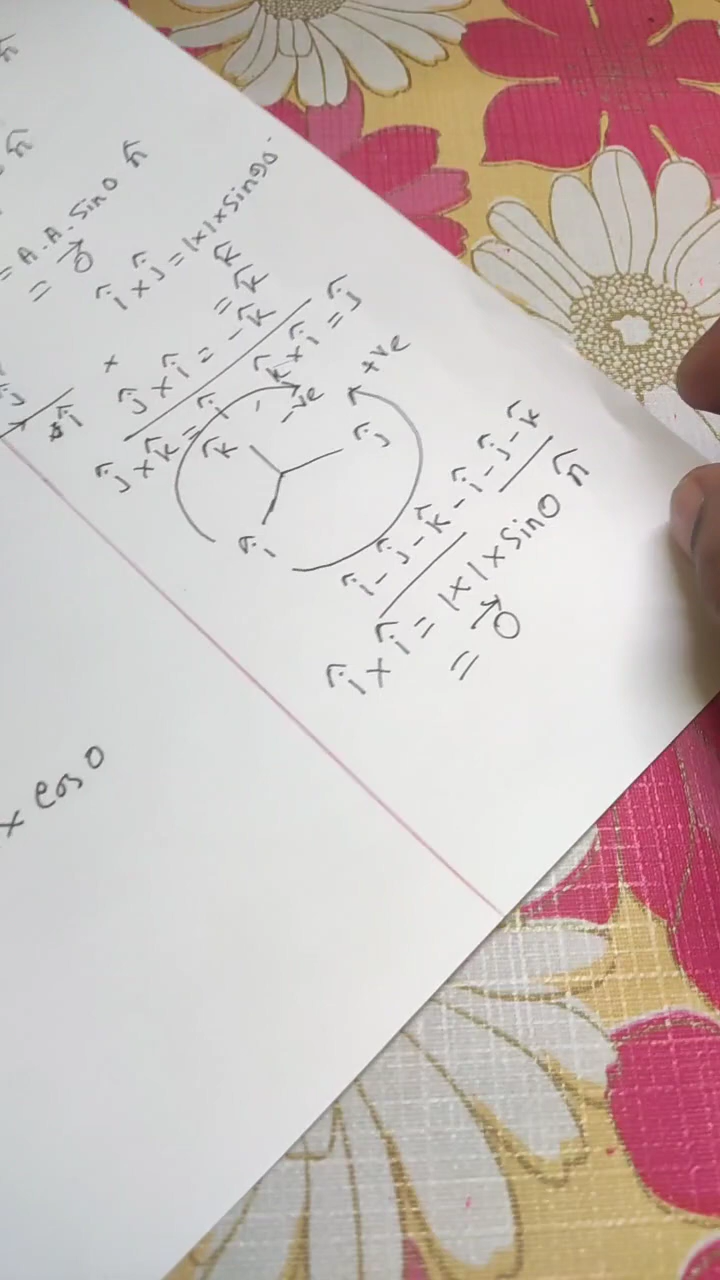 n̂
n̂
= A.A. Sin0 n̂
= 0⃗
î × ĵ = 1×1×sin90°
k̂
= k̂
ĵ × î = -k̂
ĵ × k̂ = î - k̂ × î = ĵ
ĵ
î
-ve
+ve
k̂
ĵ
î
î - ĵ - k̂ - î - ĵ - k̂
î × î = 1×1×sin0 n̂
= 0⃗
× cos0